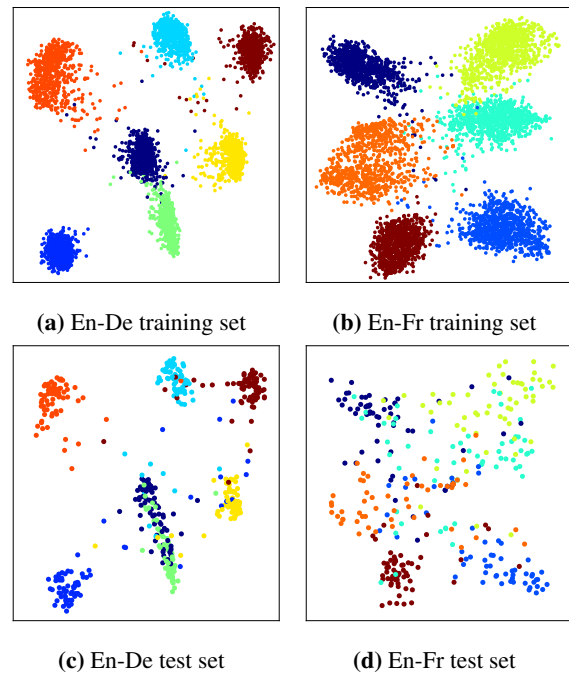 (a) En-De training set
(b) En-Fr training set
(c) En-De test set
(d) En-Fr test set